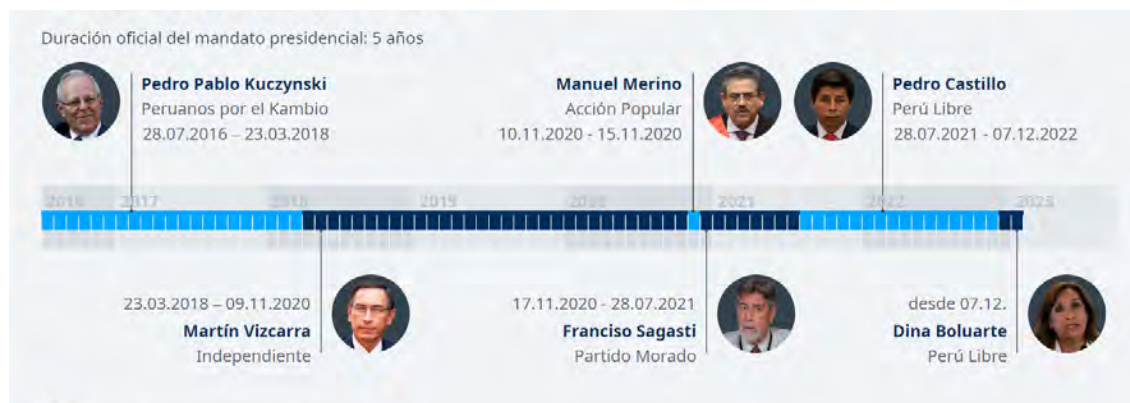 Duración oficial del mandato presidencial: 5 años
Pedro Pablo Kuczynski
Peruanos por el Kambio
28.07.2016 – 23.03.2018
Manuel Merino
Acción Popular
10.11.2020 - 15.11.2020
Pedro Castillo
Perú Libre
28.07.2021 - 07.12.2022
2016 2017 2018 2019 2020 2021 2022 2023
23.03.2018 – 09.11.2020
Martín Vizcarra
Independiente
17.11.2020 - 28.07.2021
Franciso Sagasti
Partido Morado
desde 07.12.
Dina Boluarte
Perú Libre